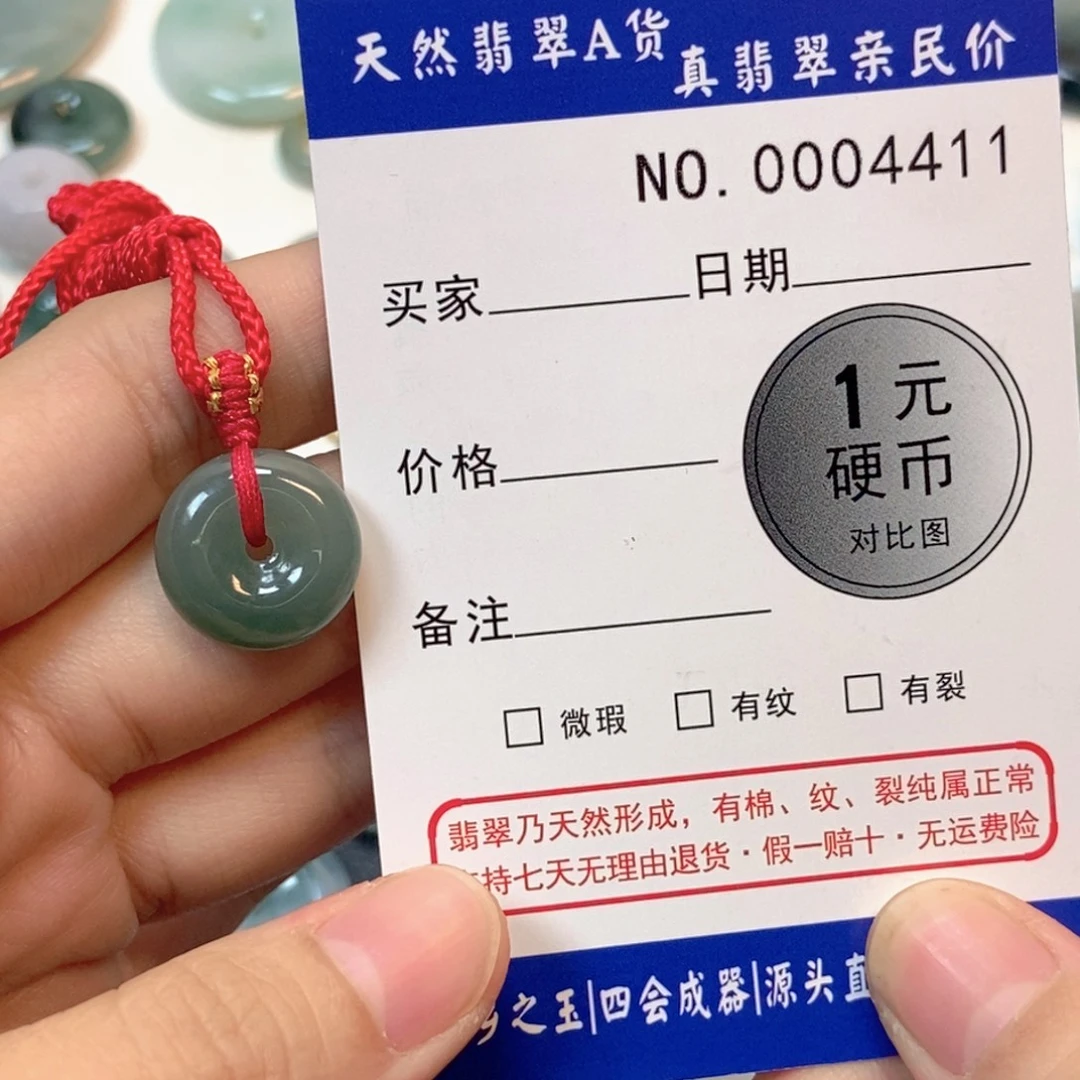 天然翡翠A货
真翡翠亲民价
NO. 0004411
买家 日期
1元
硬币
对比图
价格
备注
□ 微瑕 □ 有纹 □ 有裂
翡翠乃天然形成，有棉、纹、裂纯属正常
持七天无理由退货·假一赔十·无运费险
之玉|四会成器|源头直